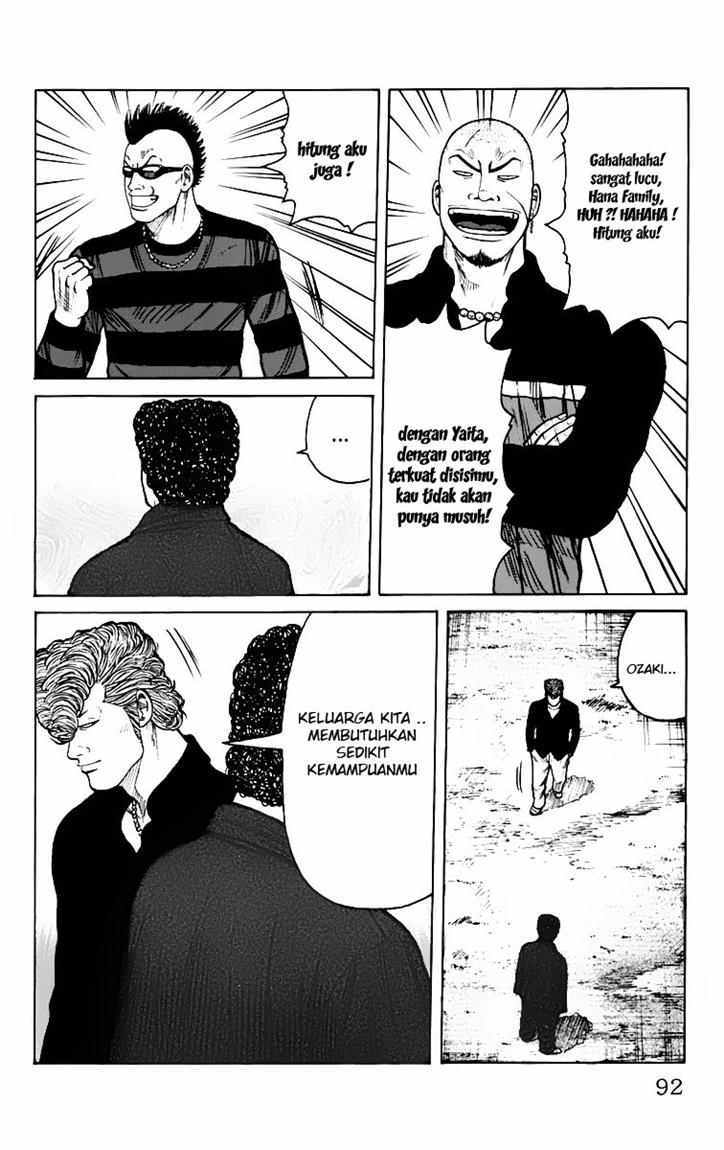 Gahahahaha!
sangat lucu,
Hana Family,
HUH ?! HAHAHA !
Hitung aku!
dengan Yaita,
dengan orang
terkuat disisimu,
kau tidak akan
punya musuh!
hitung aku
juga !
...
OZAKI...
KELUARGA KITA ..
MEMBUTUHKAN
SEDIKIT
KEMAMPUANMU
92